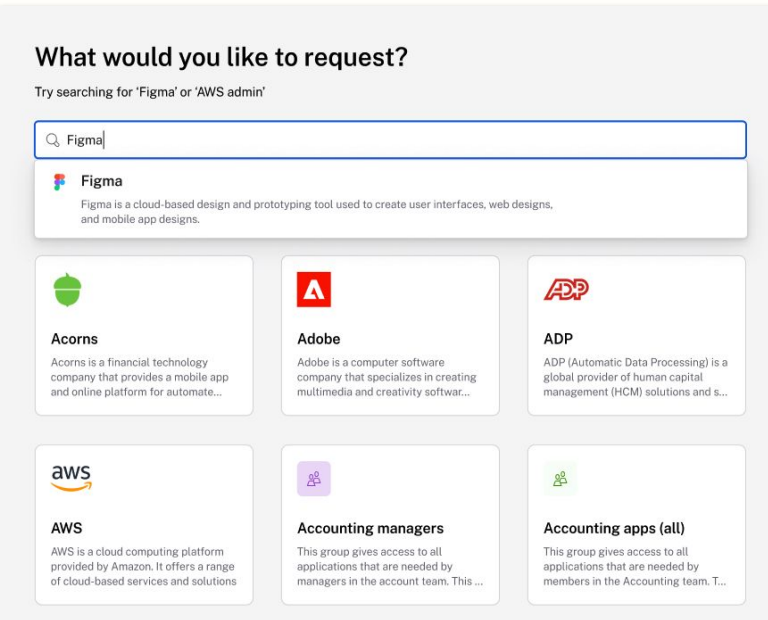 What would you like to request?
Try searching for ‘Figma’ or ‘AWS admin’
Figma
Figma
Figma is a cloud-based design and prototyping tool used to create user interfaces, web designs,
and mobile app designs.
Acorns
Acorns is a financial technology
company that provides a mobile app
and online platform for automate...
Adobe
Adobe is a computer software
company that specializes in creating
multimedia and creativity softwar...
ADP
ADP
ADP (Automatic Data Processing) is a
global provider of human capital
management (HCM) solutions and s...
aws
AWS
AWS is a cloud computing platform
provided by Amazon. It offers a range
of cloud-based services and solutions
Accounting managers
This group gives access to all
applications that are needed by
managers in the account team. This ...
Accounting apps (all)
This group gives access to all
applications that are needed by
members in the Accounting team. T...